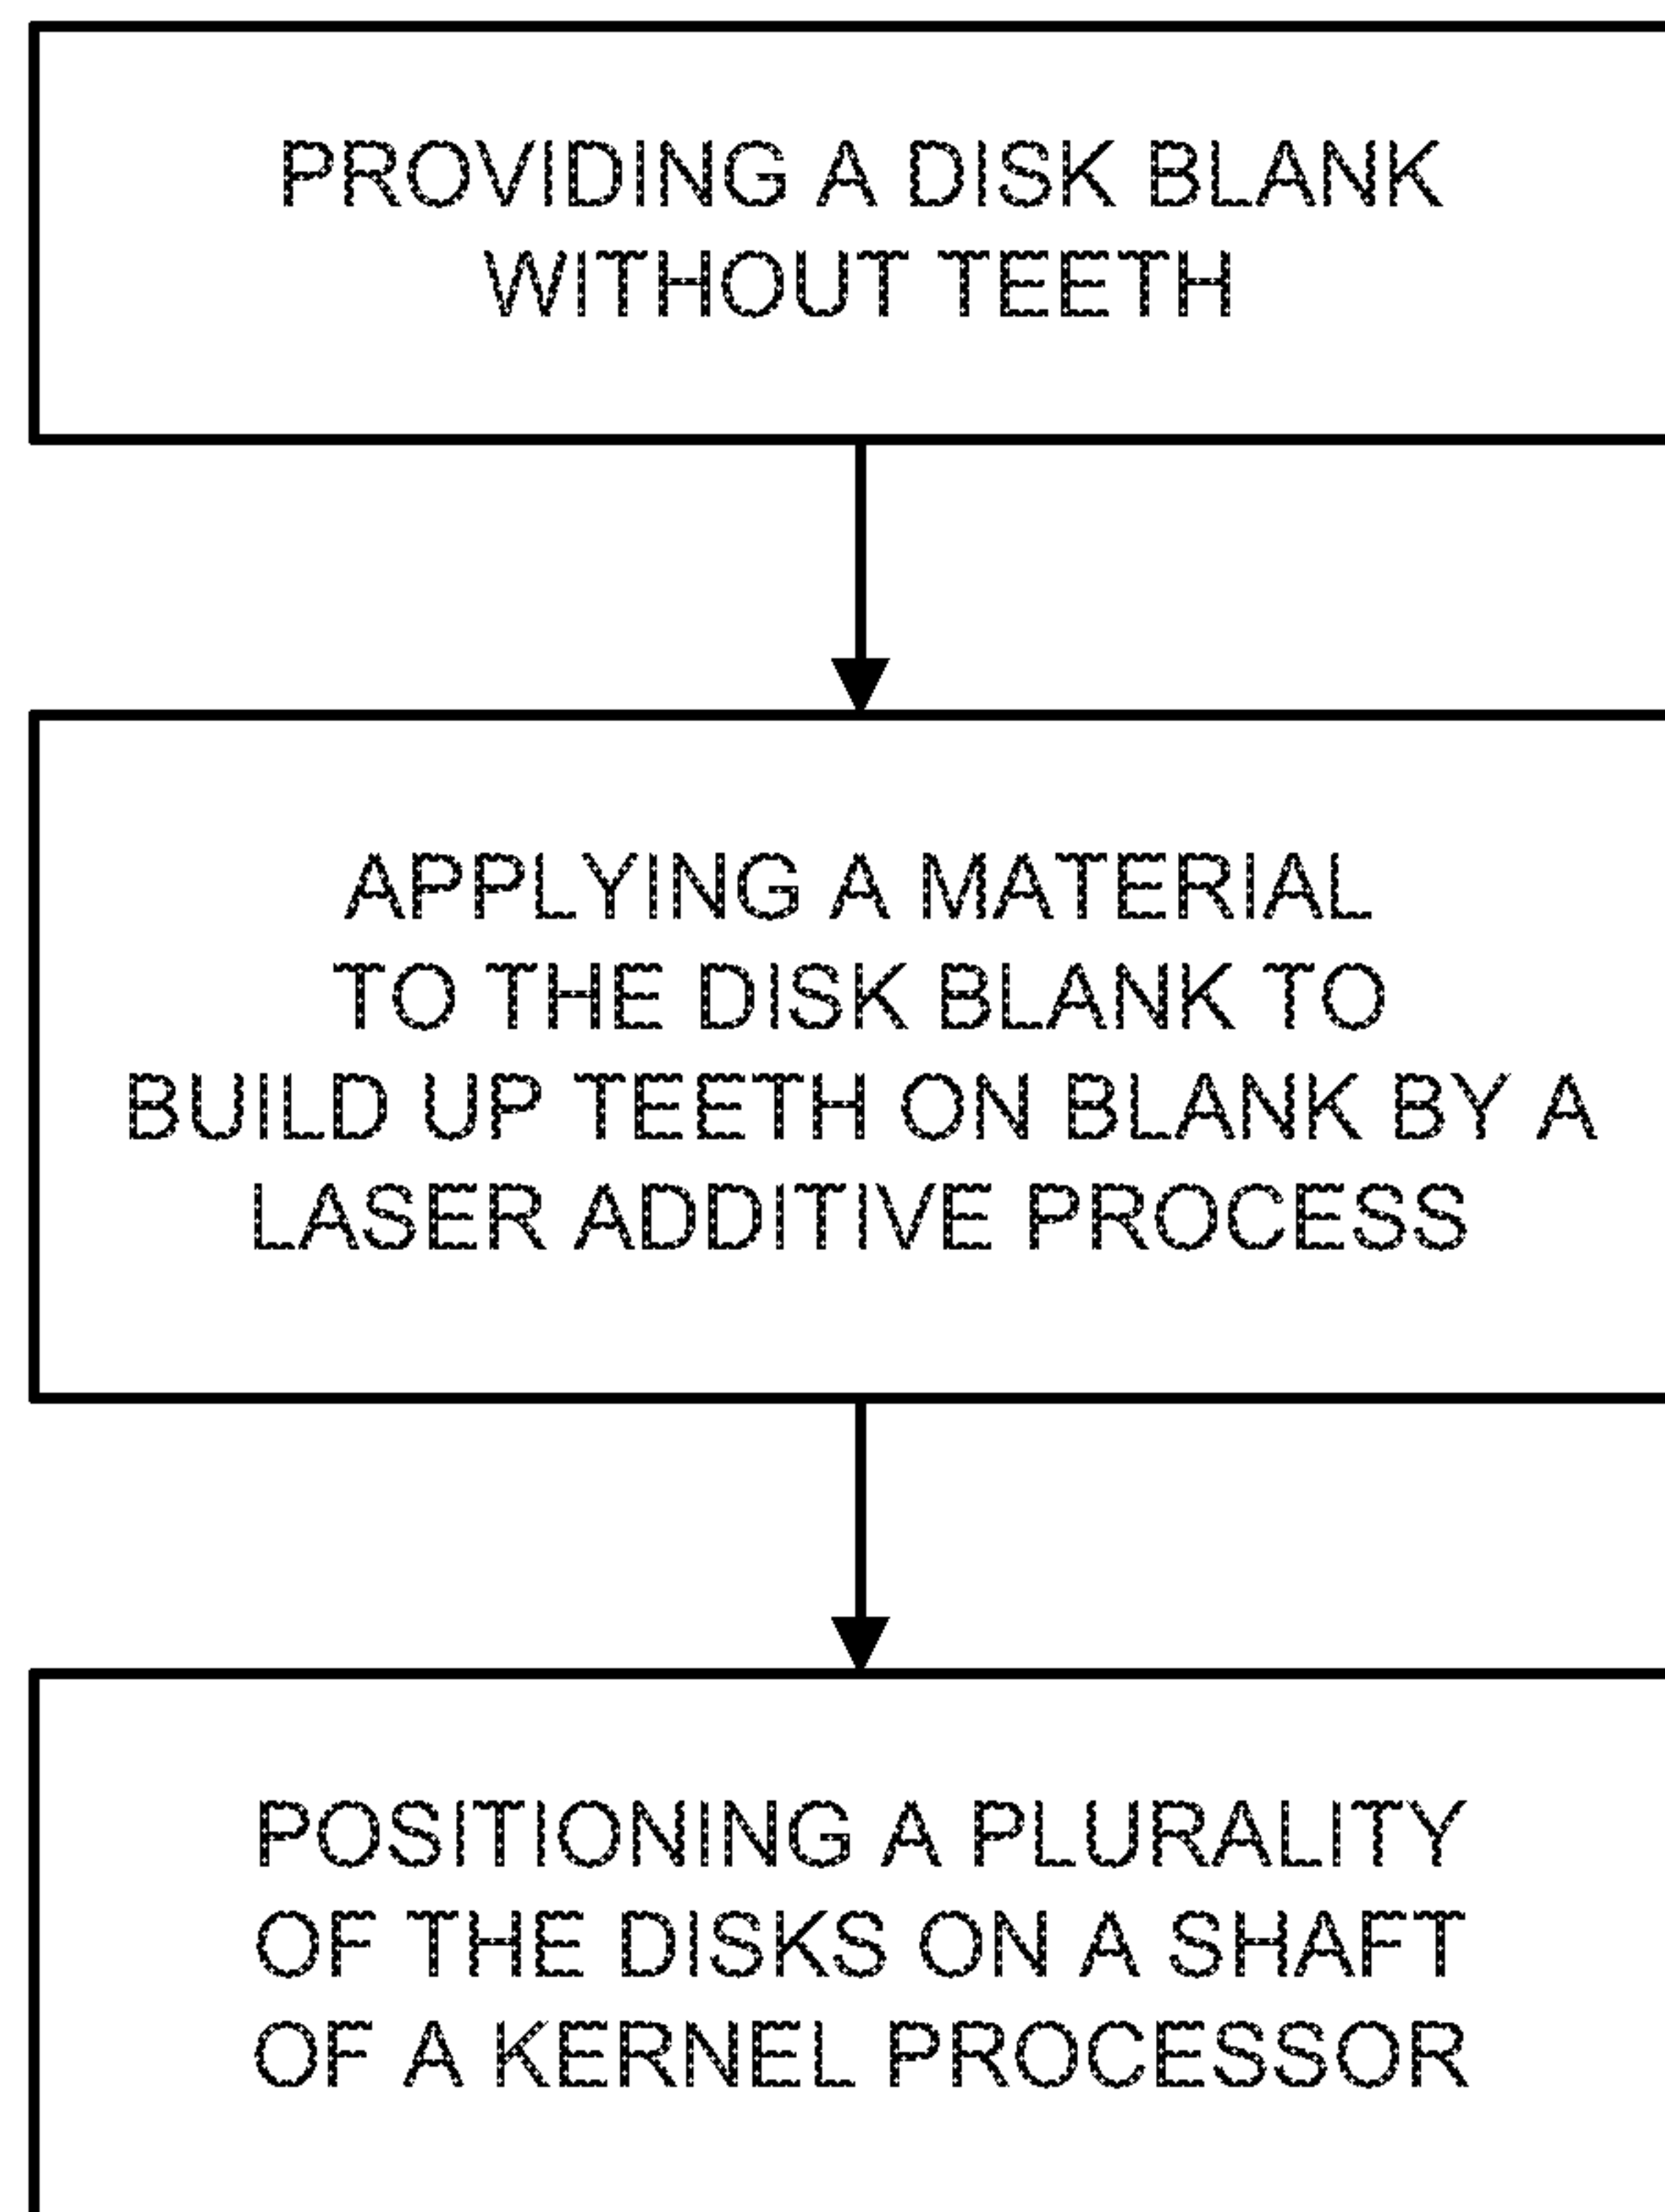 PROVIDING A DISK BLANK
WITHOUT TEETH
APPLYING A MATERIAL
TO THE DISK BLANK TO
BUILD UP TEETH ON BLANK BY A
LASER ADDITIVE PROCESS
POSITIONING A PLURALITY
OF THE DISKS ON A SHAFT
OF A KERNEL PROCESSOR